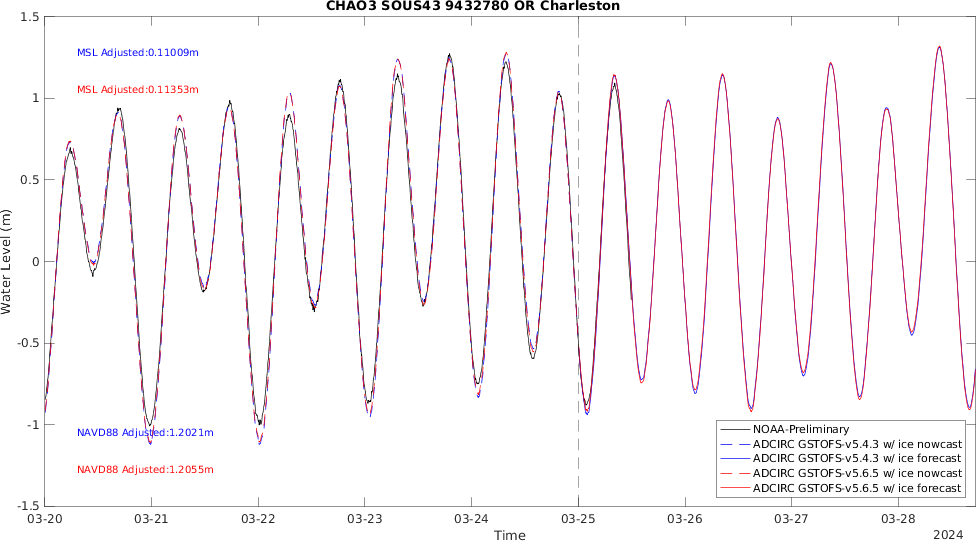 CHAO3 SOUS43 9432780 OR Charleston
1.5
1
0.5
0
-0.5
-1
-1.5
Water Level (m)
MSL Adjusted:0.11009m
MSL Adjusted:0.11353m
NAVD88 Adjusted:1.2021m
NAVD88 Adjusted:1.2055m
NOAA-Preliminary
ADCIRC GSTOFS-v5.4.3 w/ ice nowcast
ADCIRC GSTOFS-v5.4.3 w/ ice forecast
ADCIRC GSTOFS-v5.6.5 w/ ice nowcast
ADCIRC GSTOFS-v5.6.5 w/ ice forecast
03-20 03-21 03-22 03-23 03-24 03-25 03-26 03-27 03-28
Time
2024